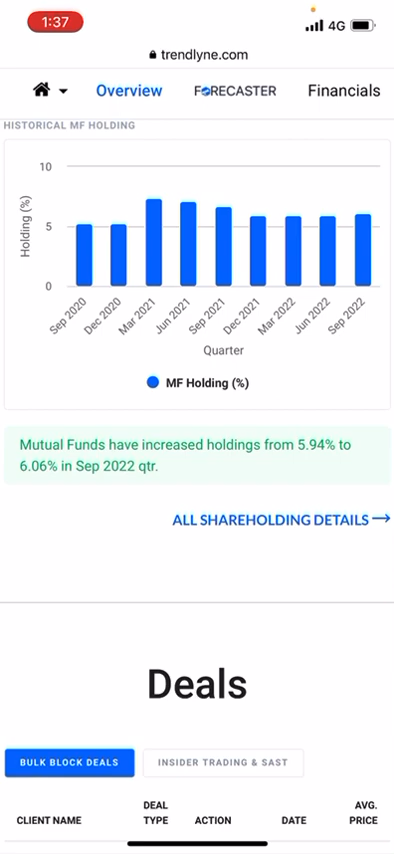 1:37
4G
trendlyne.com
Overview FORECASTER Financials
HISTORICAL MF HOLDING
10
5
0
Holding (%)
Sep 2020 Dec 2020 Mar 2021 Jun 2021 Sep 2021 Dec 2021 Mar 2022 Jun 2022 Sep 2022
Quarter
MF Holding (%)
Mutual Funds have increased holdings from 5.94% to
6.06% in Sep 2022 qtr.
ALL SHAREHOLDING DETAILS
Deals
BULK BLOCK DEALS INSIDER TRADING & SAST
CLIENT NAME DEAL TYPE ACTION DATE AVG. PRICE